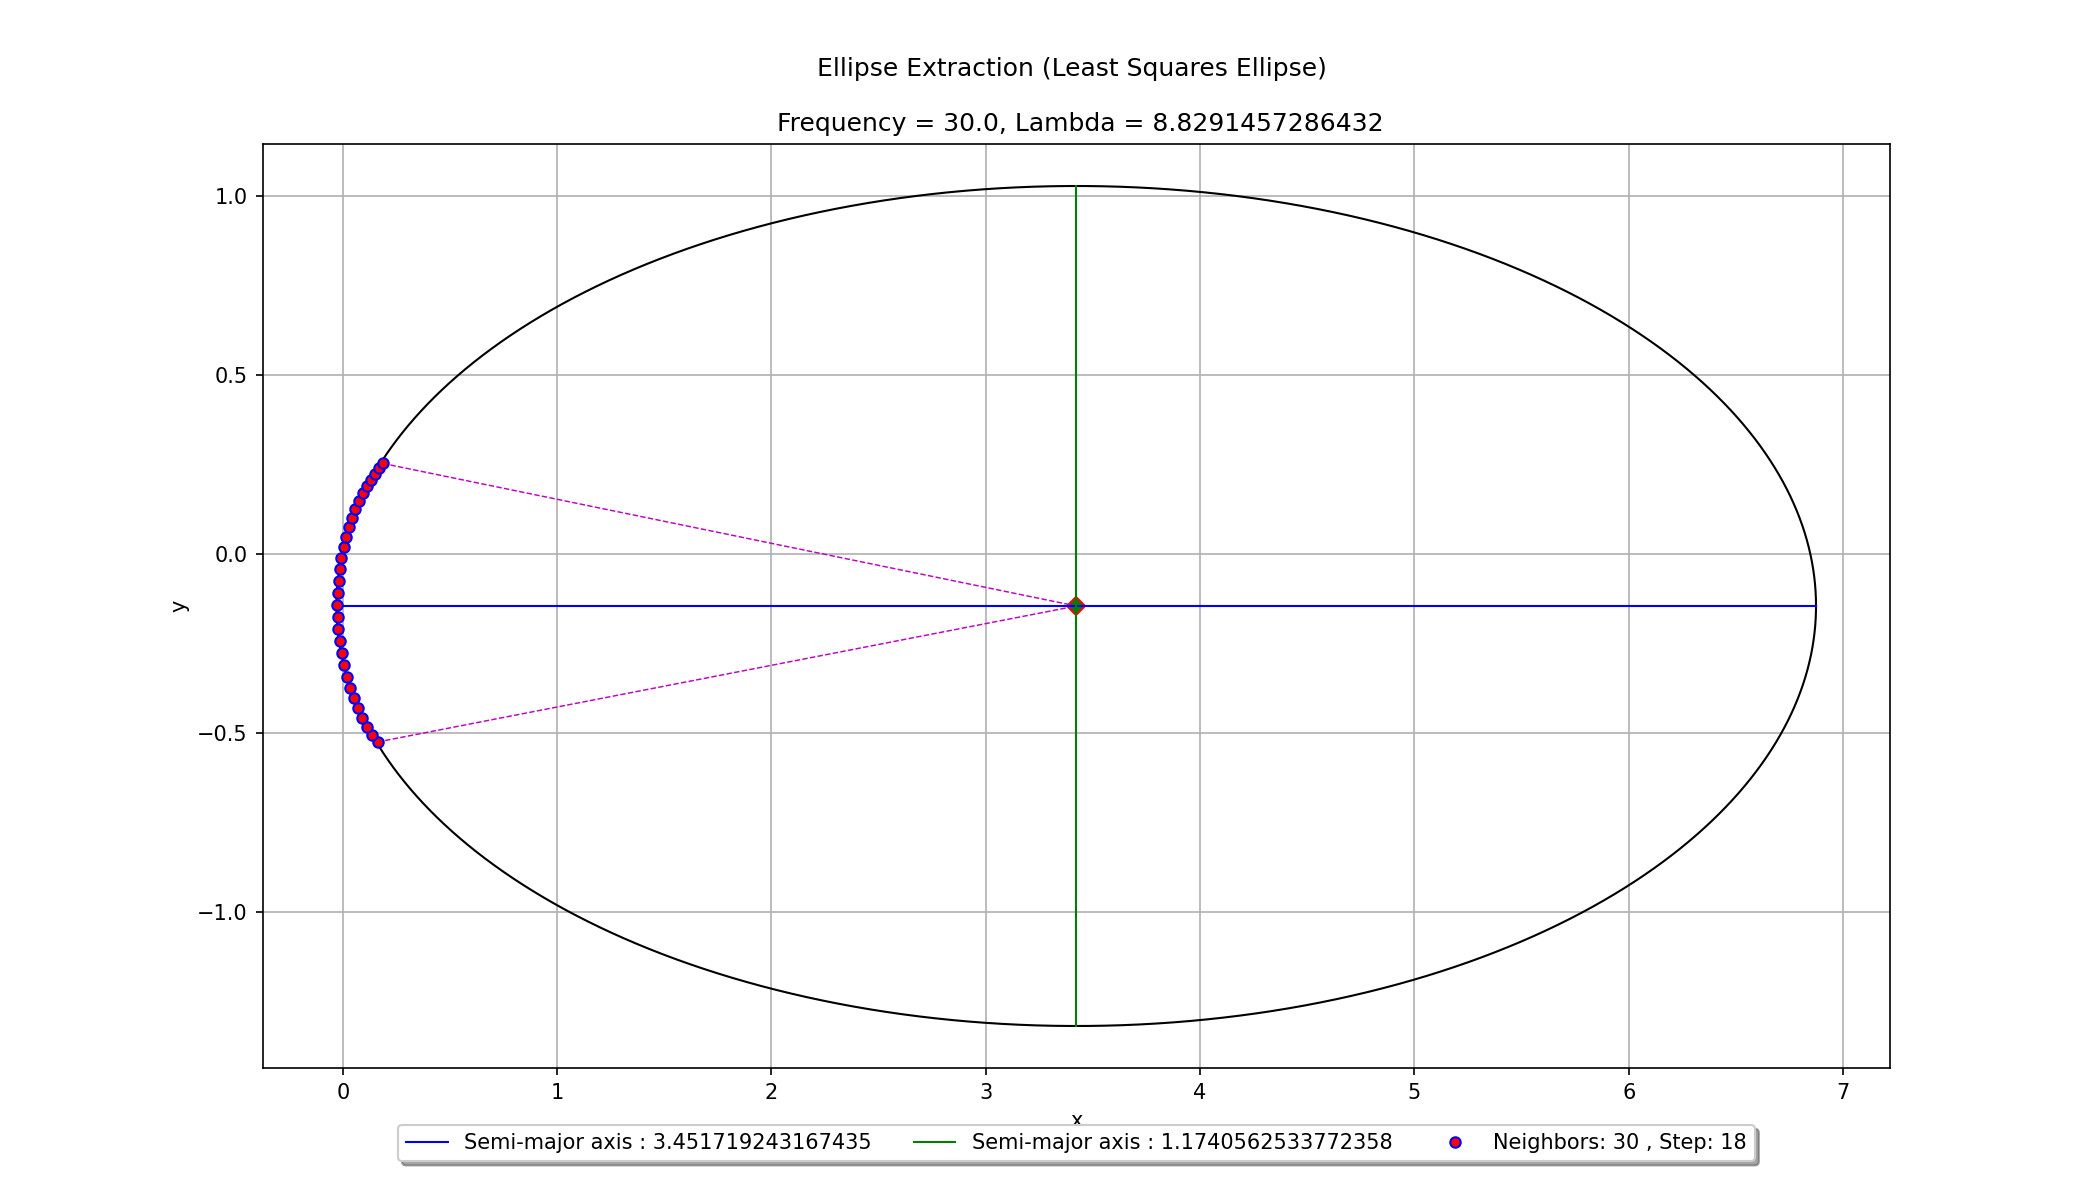 Ellipse Extraction (Least Squares Ellipse)
Frequency = 30.0, Lambda = 8.8291457286432
1.0
0.5
0.0
−0.5
−1.0
y
0 1 2 3 4 5 6 7
x
Semi-major axis : 3.451719243167435 Semi-major axis : 1.1740562533772358 Neighbors: 30 , Step: 18